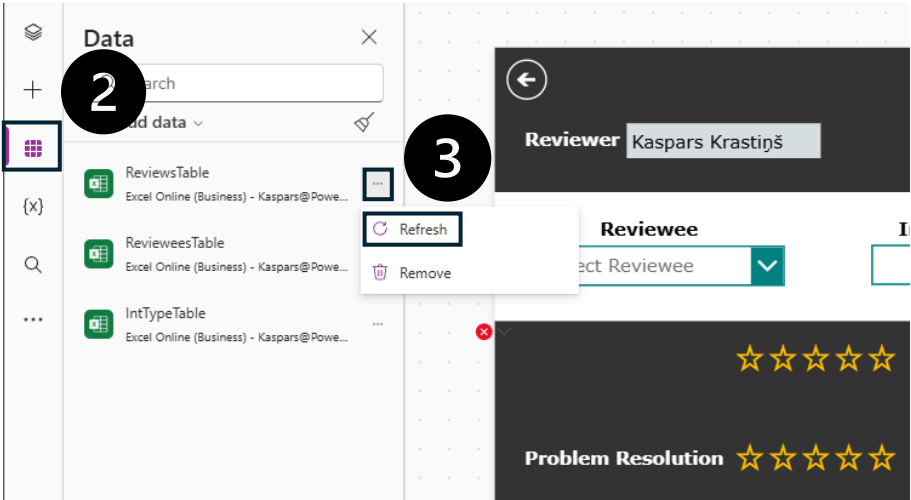 Data
2
arch
dd data
3
ReviewsTable
Excel Online (Business) - Kaspars@Powe...
...
Refresh
Remove
RevieweesTable
Excel Online (Business) - Kaspars@Powe...
IntTypeTable
Excel Online (Business) - Kaspars@Powe...
...
{x}
...
Reviewer
Kaspars Krastiņš
Reviewee
ect Reviewee
I
Problem Resolution